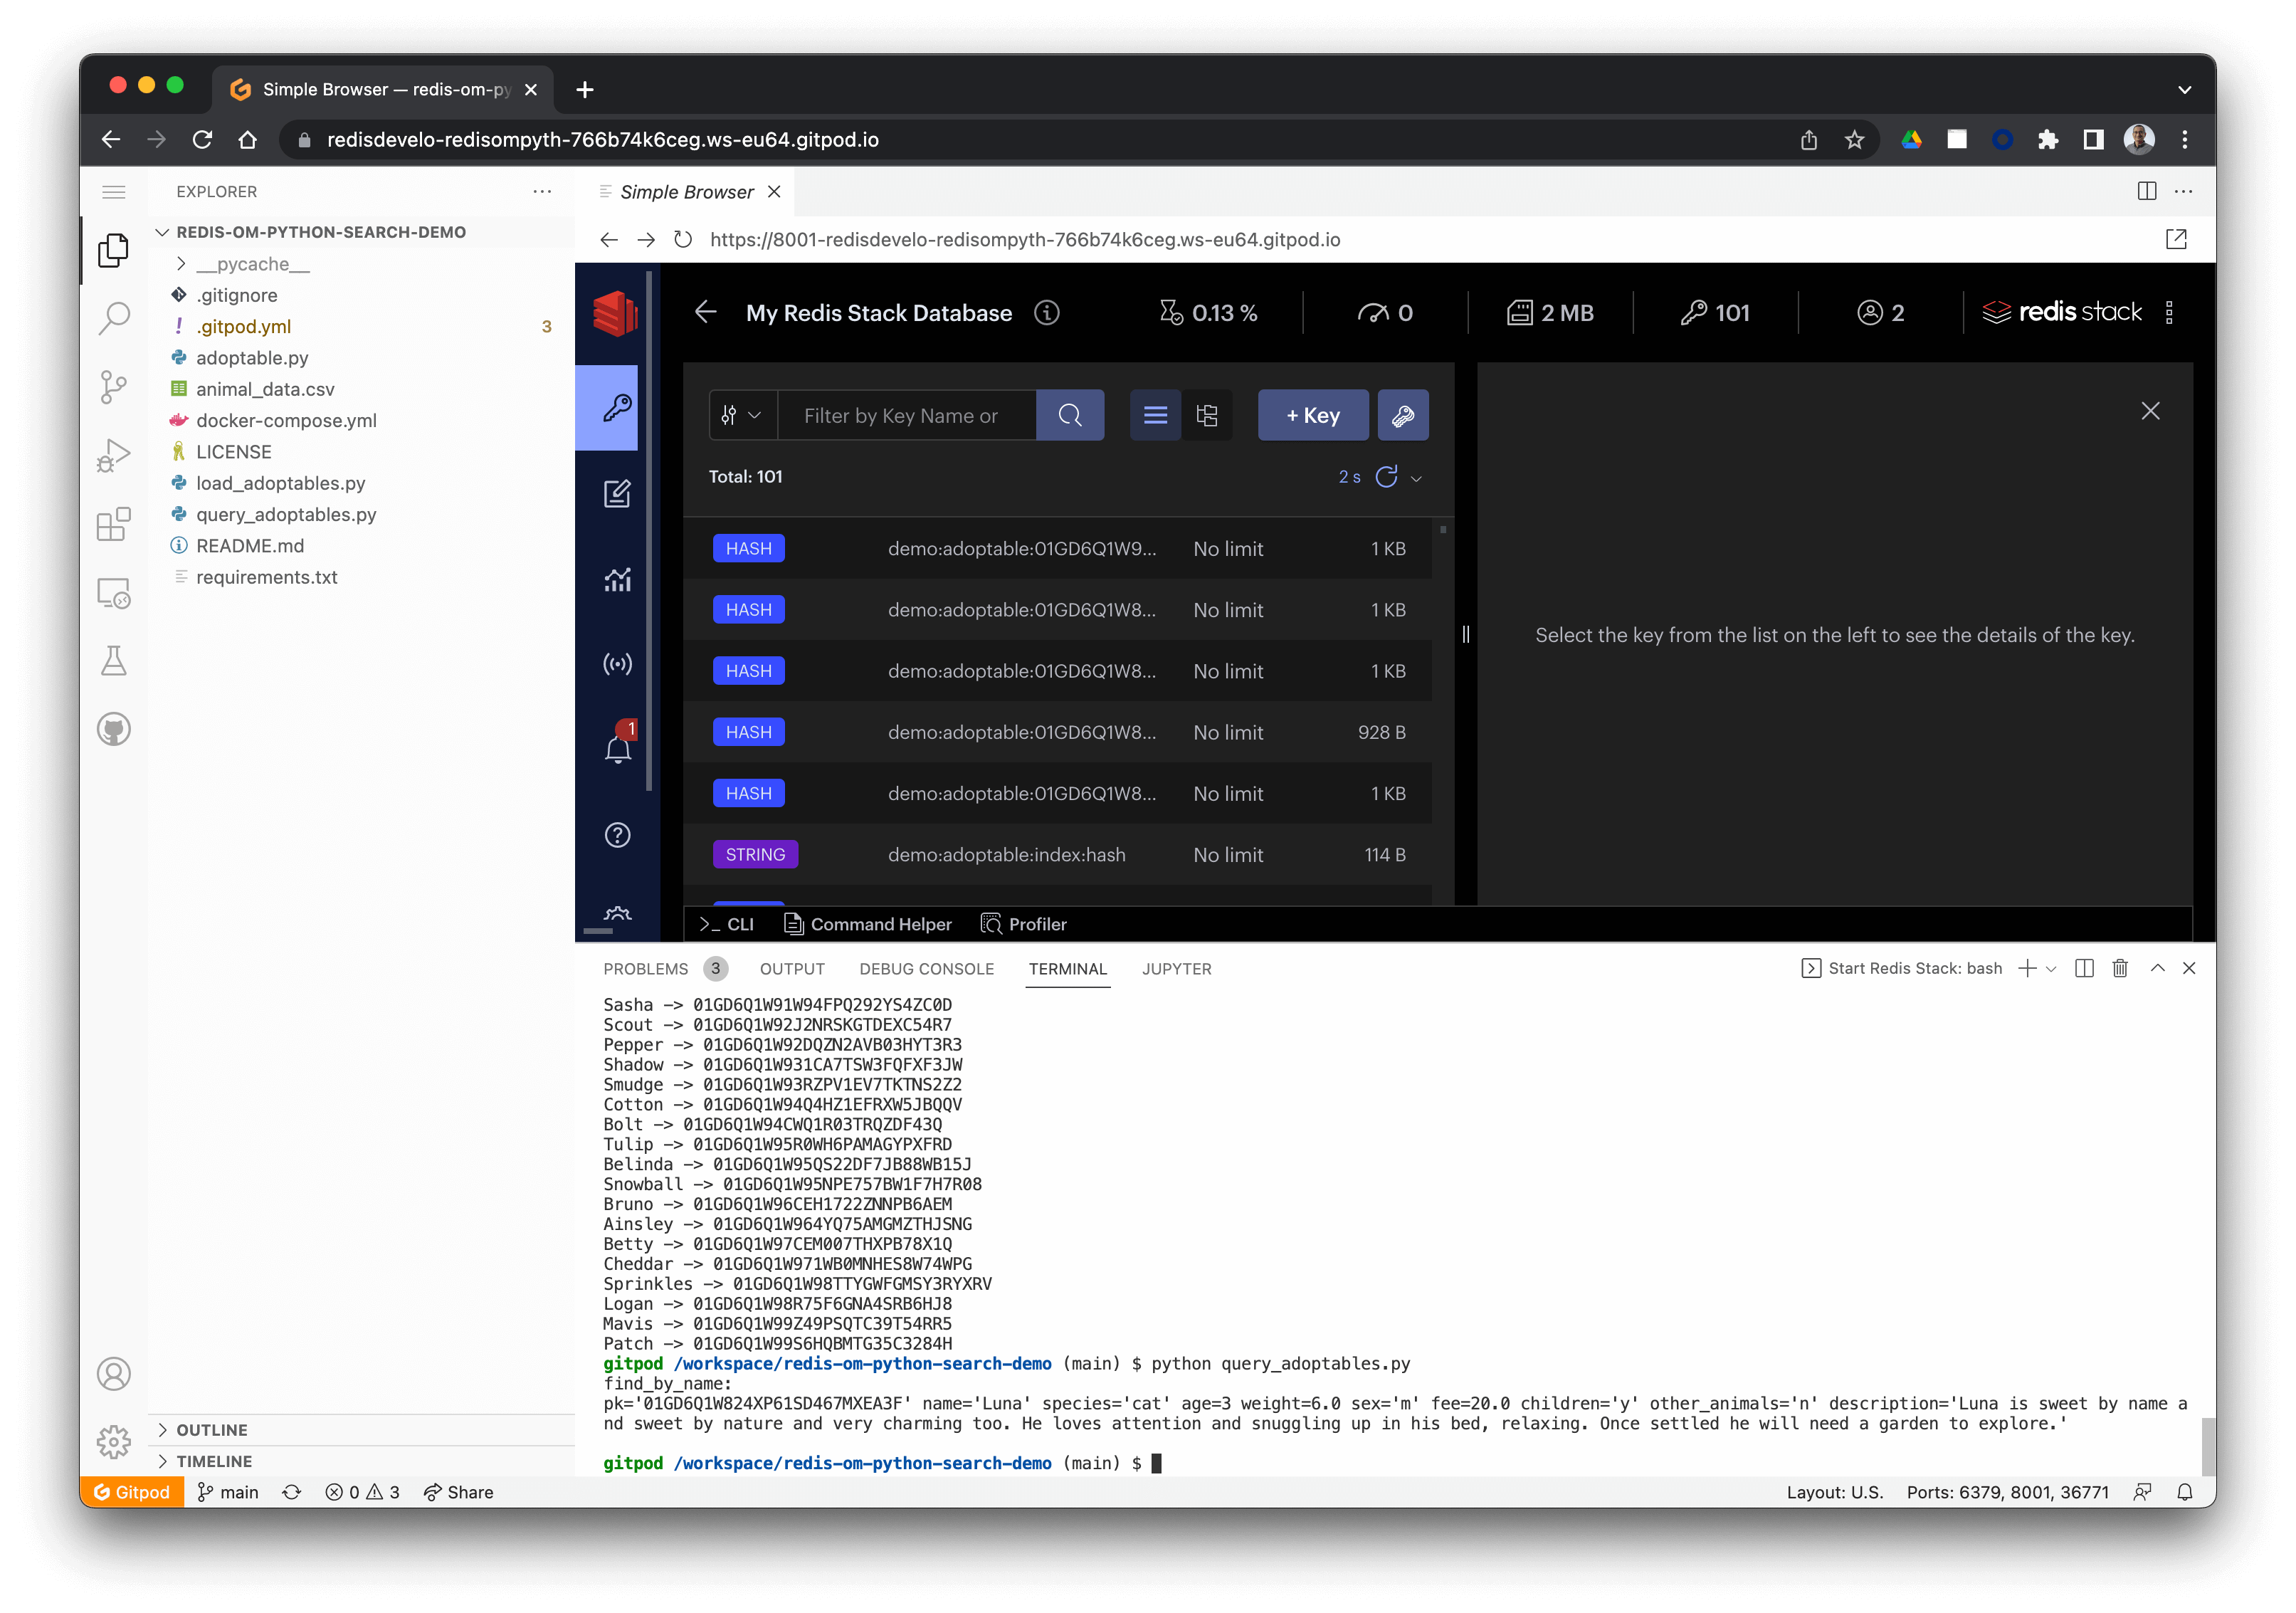 Simple Browser — redis-om-py
redisdevelo-redisompyth-766b74k6ceg.ws-eu64.gitpod.io
EXPLORER
REDIS-OM-PYTHON-SEARCH-DEMO
__pycache__
.gitignore
.gitpod.yml 3
adoptable.py
animal_data.csv
docker-compose.yml
LICENSE
load_adoptables.py
query_adoptables.py
README.md
requirements.txt
OUTLINE
TIMELINE
Simple Browser
https://8001-redisdevelo-redisompyth-766b74k6ceg.ws-eu64.gitpod.io
My Redis Stack Database 0.13 % 0 2 MB 101 2 redis stack
Filter by Key Name or + Key
Total: 101 2 s
HASH demo:adoptable:01GD6Q1W9... No limit 1 KB
HASH demo:adoptable:01GD6Q1W8... No limit 1 KB
HASH demo:adoptable:01GD6Q1W8... No limit 1 KB
HASH demo:adoptable:01GD6Q1W8... No limit 928 B
HASH demo:adoptable:01GD6Q1W8... No limit 1 KB
STRING demo:adoptable:index:hash No limit 114 B
1
Select the key from the list on the left to see the details of the key.
>_ CLI Command Helper Profiler
PROBLEMS 3 OUTPUT DEBUG CONSOLE TERMINAL JUPYTER Start Redis Stack: bash
Sasha -> 01GD6Q1W91W94FPQ292YS4ZC0D
Scout -> 01GD6Q1W92J2NRSKGTDEXC54R7
Pepper -> 01GD6Q1W92DQZN2AVB03HYT3R3
Shadow -> 01GD6Q1W931CA7TSW3FQFXF3JW
Smudge -> 01GD6Q1W93RZPV1EV7TKTNS2Z2
Cotton -> 01GD6Q1W94Q4HZ1EFRXW5JBQQV
Bolt -> 01GD6Q1W94CWQ1R03TRQZDF43Q
Tulip -> 01GD6Q1W95R0WH6PAMAGYPXFRD
Belinda -> 01GD6Q1W95QS22DF7JB88WB15J
Snowball -> 01GD6Q1W95NPE757BW1F7H7R08
Bruno -> 01GD6Q1W96CEH1722ZNNPB6AEM
Ainsley -> 01GD6Q1W964YQ75AMGMZTHJSNG
Betty -> 01GD6Q1W97CEM007THXPB78X1Q
Cheddar -> 01GD6Q1W971WB0MNHES8W74WPG
Sprinkles -> 01GD6Q1W98TTYGWFGMSY3RYXRV
Logan -> 01GD6Q1W98R75F6GNA4SRB6HJ8
Mavis -> 01GD6Q1W99Z49PSQTC39T54RR5
Patch -> 01GD6Q1W99S6HQBMTG35C3284H
gitpod /workspace/redis-om-python-search-demo (main) $ python query_adoptables.py
find_by_name:
pk='01GD6Q1W824XP61SD467MXEA3F' name='Luna' species='cat' age=3 weight=6.0 sex='m' fee=20.0 children='y' other_animals='n' description='Luna is sweet by name a
nd sweet by nature and very charming too. He loves attention and snuggling up in his bed, relaxing. Once settled he will need a garden to explore.'
gitpod /workspace/redis-om-python-search-demo (main) $
Gitpod main 0 3 Share Layout: U.S. Ports: 6379, 8001, 36771